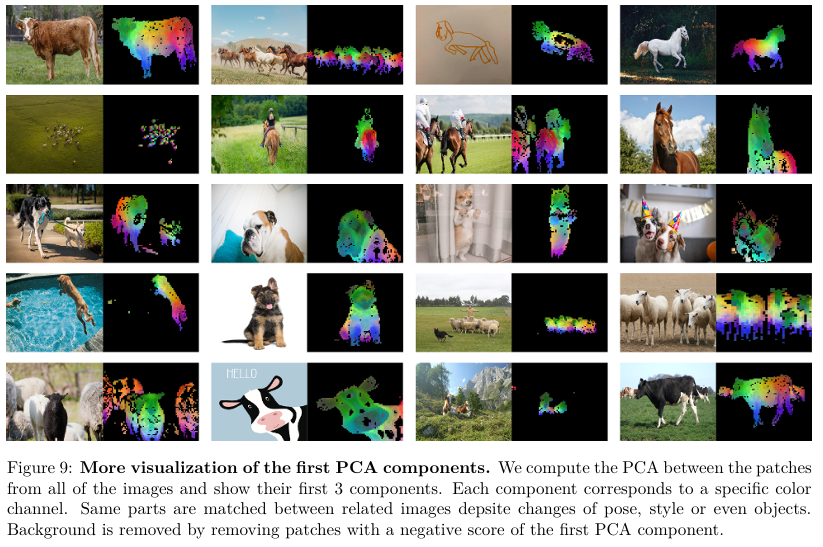 HELLO
Figure 9: More visualization of the first PCA components. We compute the PCA between the patches
from all of the images and show their first 3 components. Each component corresponds to a specific color
channel. Same parts are matched between related images depsite changes of pose, style or even objects.
Background is removed by removing patches with a negative score of the first PCA component.